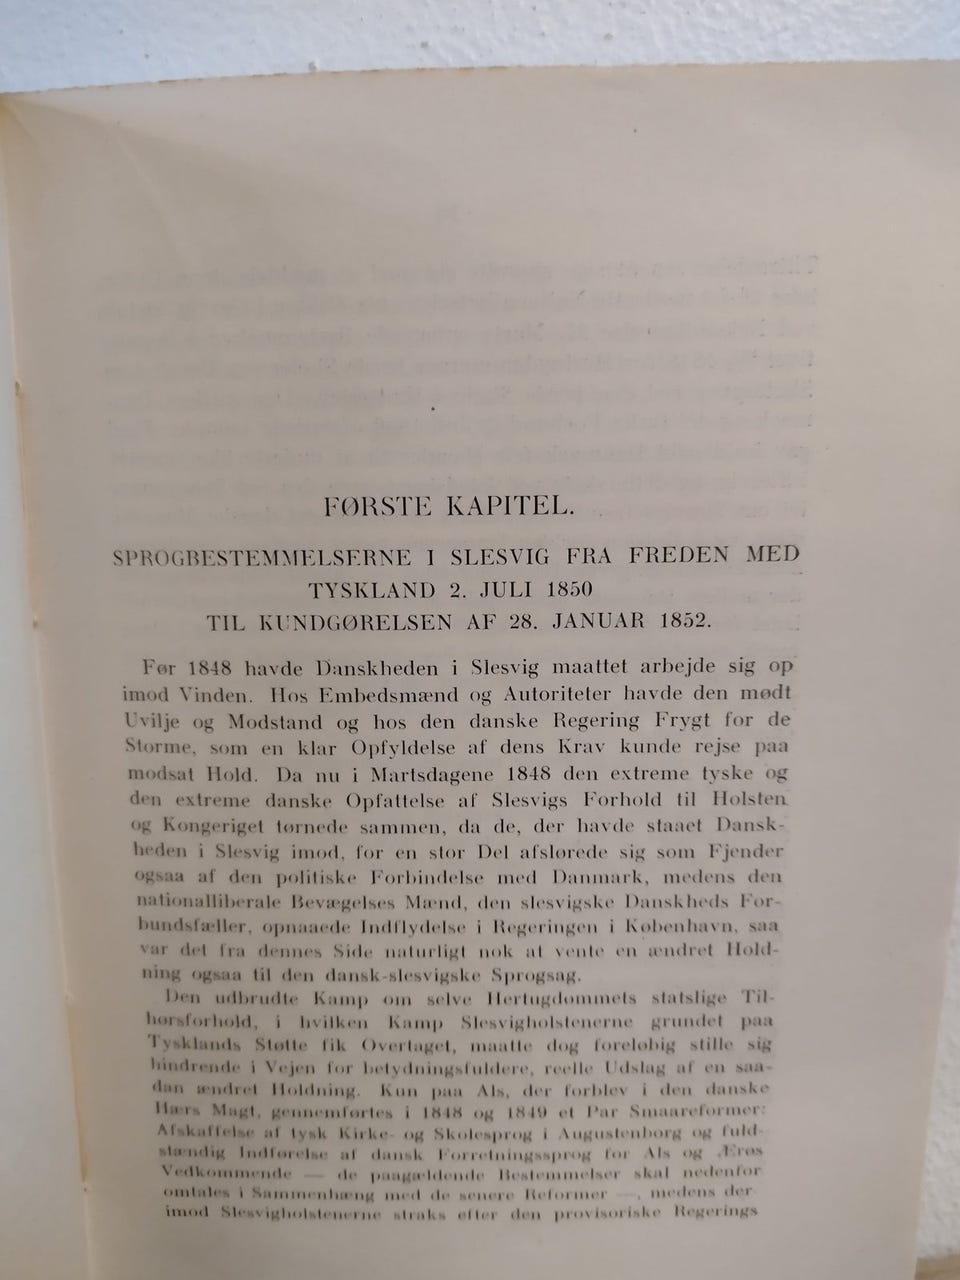 FØRSTE KAPITEL.
SPROGBESTEMMELSERNE I SLESVIG FRA FREDEN MED
TYSKLAND 2. JULI 1850
TIL KUNDGØRELSEN AF 28. JANUAR 1852.
Før 1848 havde Danskheden i Slesvig maattet arbejde sig op
imod Vinden. Hos Embedsmænd og Autoriteter havde den mødt
Uvilje og Modstand og hos den danske Regering Frygt for de
Storme, som en klar Opfyldelse af dens Krav kunde rejse paa
modsat Hold. Da nu i Martsdagene 1848 den extreme tyske og
den extreme danske Opfattelse af Slesvigs Forhold til Holsten
og Kongeriget tørnede sammen, da de, der havde staaet Dansk-
heden i Slesvig imod, for en stor Del afslørede sig som Fjender
ogsaa af den politiske Forbindelse med Danmark, medens den
nationalliberale Bevægelses Mænd, den slesvigske Danskheds For-
bundsfæller, opnaaede Indflydelse i Regeringen i København, saa
var det fra dennes Side naturligt nok at vente en ændret Hold-
ning ogsaa til den dansk-slesvigske Sprogsag.
Den udbrudte Kamp om selve Hertugdommets statslige Til-
hørsforhold, i hvilken Kamp Slesvigholstenerne grundet paa
Tysklands Støtte fik Overtaget, maatte dog foreløbig stille sig
hindrende i Vejen for betydningsfuldere, reelle Udslag af en saa-
dan ændret Holdning. Kun paa Als, der forblev i den danske
Hærs Magt, gennemførtes i 1848 og 1849 et Par Smaareformer:
Afskaffelse af tysk Kirke- og Skolesprog i Augustenborg og fuld-
stændig Indførelse af dansk Forretningssprog for Als og Ærøs
Vedkommende — de paagældende Bestemmelser skal nedenfor
omtales i Sammenhæng med de senere Reformer —, medens der
imod Slesvigholstenerne straks efter den provisoriske Regerings